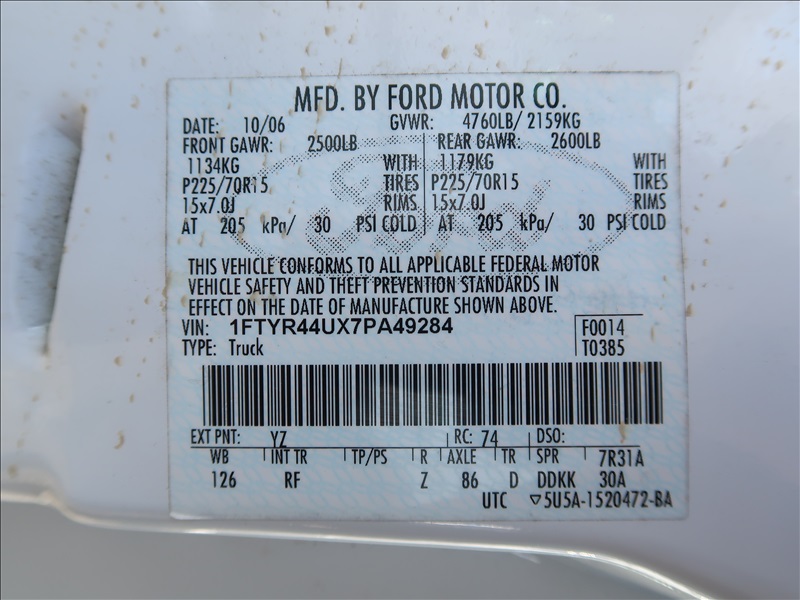 MFD. BY FORD MOTOR CO.
DATE: 10/06 GVWR: 4760LB/ 2159KG
FRONT GAWR: 2500LB REAR GAWR: 2600LB
1134KG WITH 1179KG WITH
P225/70R15 TIRES P225/70R15 TIRES
15x7.0J RIMS 15x7.0J RIMS
AT 205 kPa/ 30 PSI COLD AT 205 kPa/ 30 PSI COLD
Ford
THIS VEHICLE CONFORMS TO ALL APPLICABLE FEDERAL MOTOR
VEHICLE SAFETY AND THEFT PREVENTION STANDARDS IN
EFFECT ON THE DATE OF MANUFACTURE SHOWN ABOVE.
VIN: 1FTYR44UX7PA49284 F0014
TYPE: Truck T0385
EXT PNT: YZ RC: 74 DSO:
WB INT TR TP/PS R AXLE TR SPR 7R31A
126 RF Z 86 D DDKK 30A
UTC ▽5U5A-1520472-BA